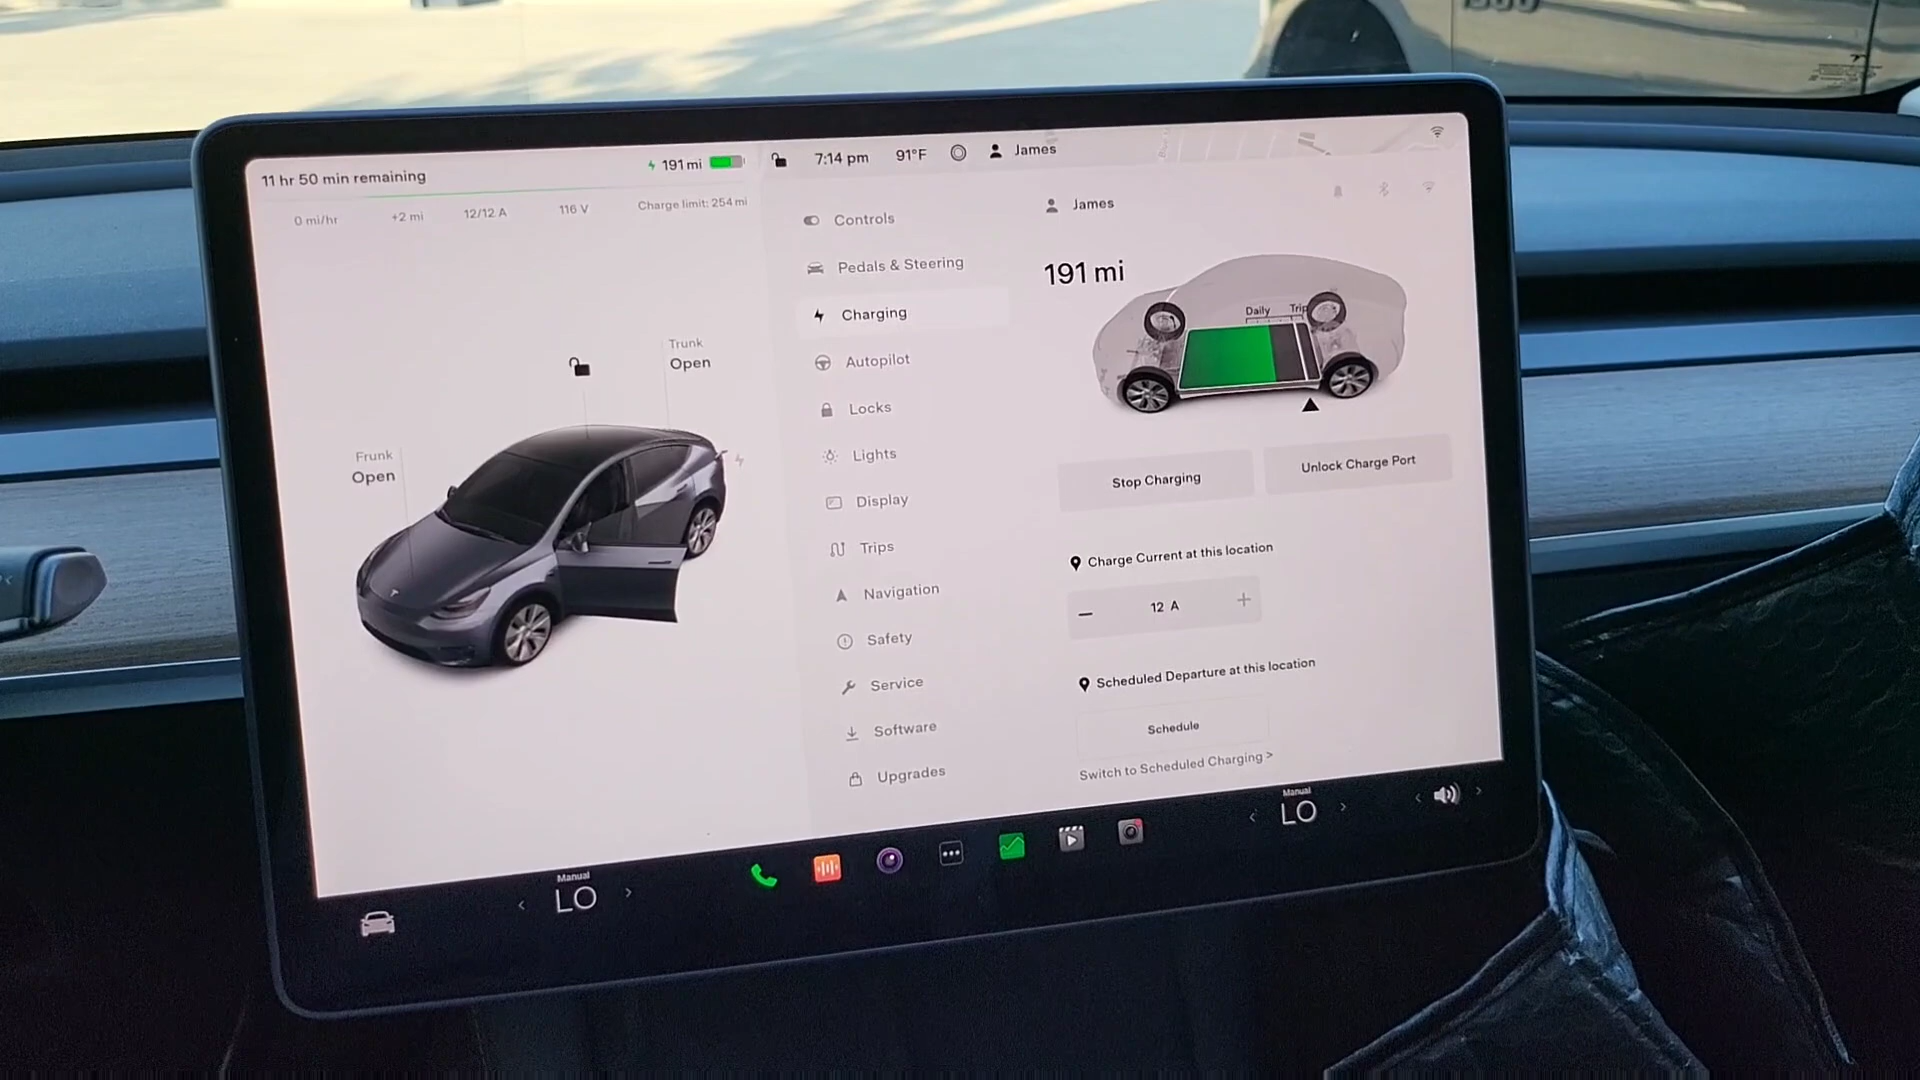 11 hr 50 min remaining
191 mi
0 mi/hr
+2 mi
12/12 A
116 V
Charge limit: 254 mi
7:14 pm
91°F
James
Trunk
Open
Frunk
Open
Controls
Pedals & Steering
Charging
Autopilot
Locks
Lights
Display
Trips
Navigation
Safety
Service
Software
Upgrades
James
191 mi
Daily
Trip
Stop Charging
Unlock Charge Port
Charge Current at this location
12 A
Scheduled Departure at this location
Schedule
Switch to Scheduled Charging >
Manual
LO
Manual
LO